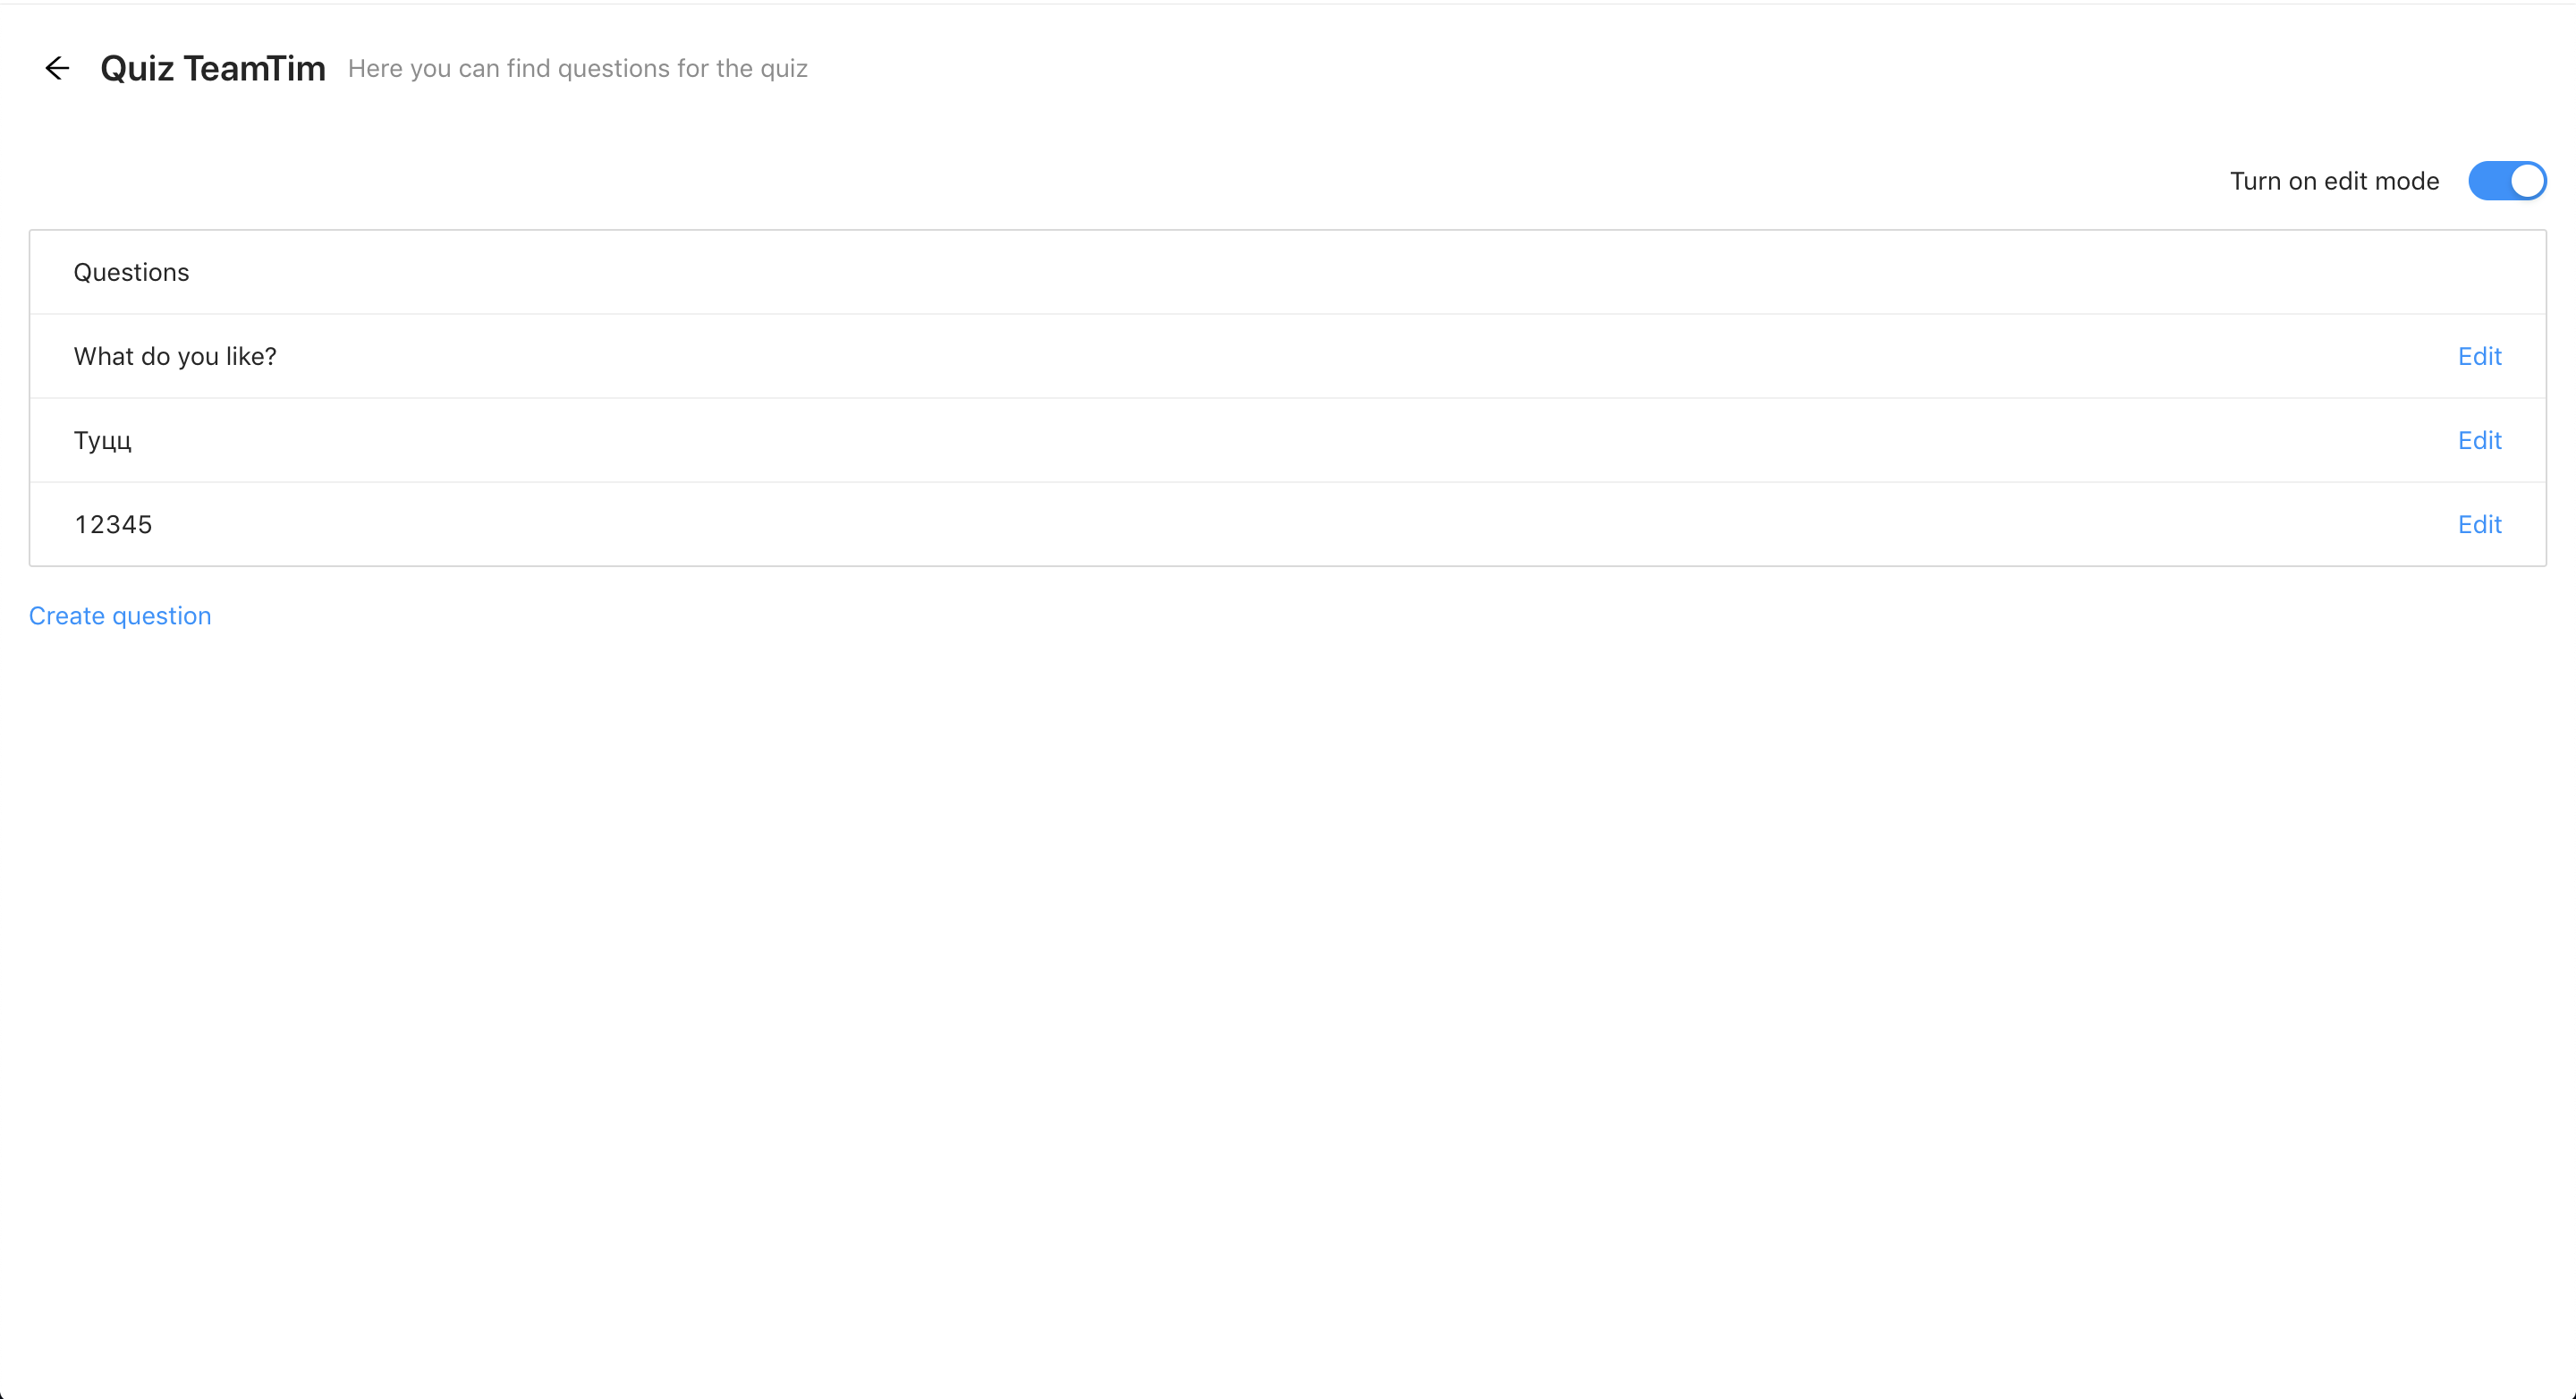 Quiz TeamTim Here you can find questions for the quiz
Turn on edit mode
Questions
What do you like? Edit
Туцц Edit
12345 Edit
Create question